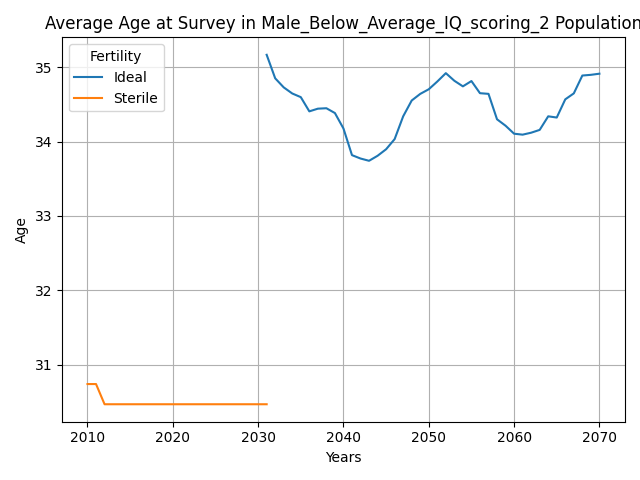 Average Age at Survey in Male_Below_Average_IQ_scoring_2 Population
Fertility
Ideal
Sterile
35
34
33
32
31
Age
2010 2020 2030 2040 2050 2060 2070
Years